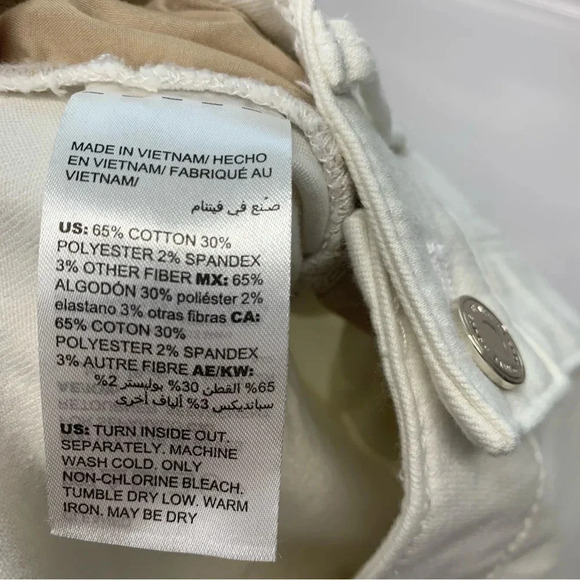 MADE IN VIETNAM/ HECHO
EN VIETNAM/ FABRIQUÉ AU
VIETNAM/
صنع في فيتنام
US: 65% COTTON 30%
POLYESTER 2% SPANDEX
3% OTHER FIBER MX: 65%
ALGODÓN 30% poliéster 2%
elastano 3% otras fibras CA:
65% COTON 30%
POLYESTER 2% SPANDEX
3% AUTRE FIBRE AE/KW:
65% القطن 30% بوليستر 2%
سباندیکس 3% ألياف أخرى
US: TURN INSIDE OUT.
SEPARATELY. MACHINE
WASH COLD. ONLY
NON-CHLORINE BLEACH.
TUMBLE DRY LOW. WARM
IRON, MAY BE DRY